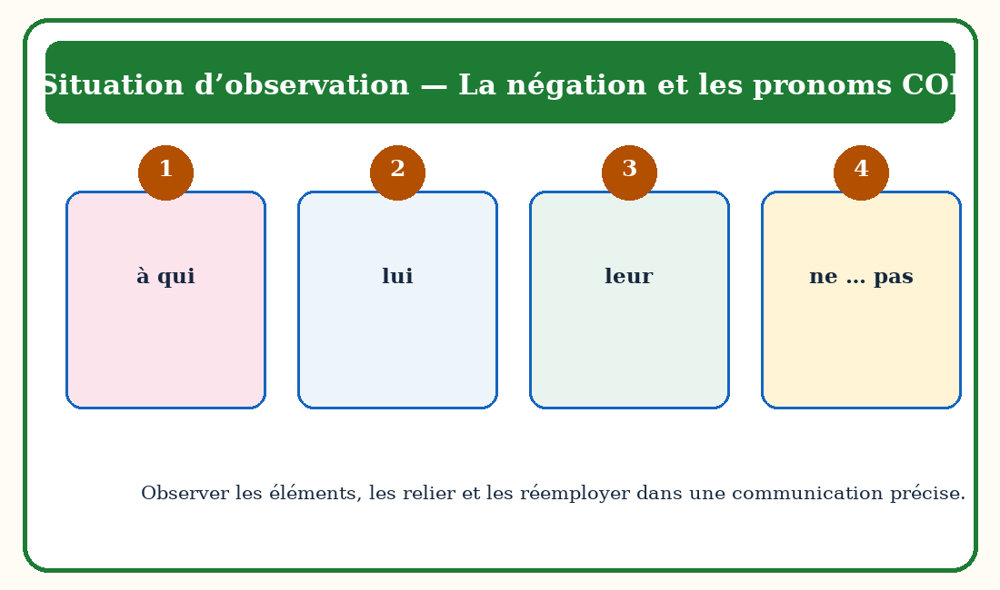 Situation d’observation — La négation et les pronoms COI
1
2
3
4
à qui
lui
leur
ne … pas
Observer les éléments, les relier et les réemployer dans une communication précise.